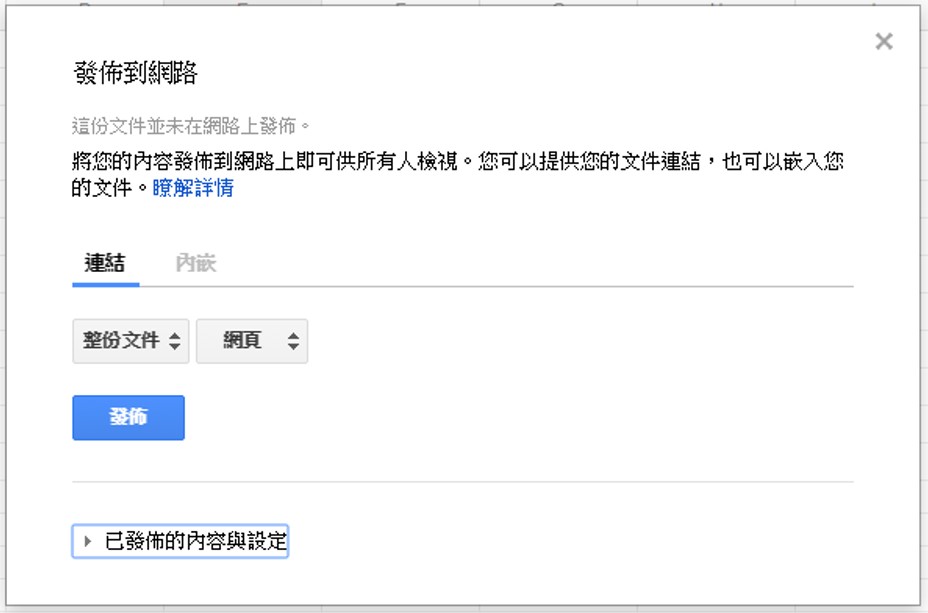 發佈到網路
這份文件並未在網路上發佈。
將您的內容發佈到網路上即可供所有人檢視。您可以提供您的文件連結，也可以嵌入您
的文件。瞭解詳情
連結 內嵌
整份文件 網頁
發佈
已發佈的內容與設定